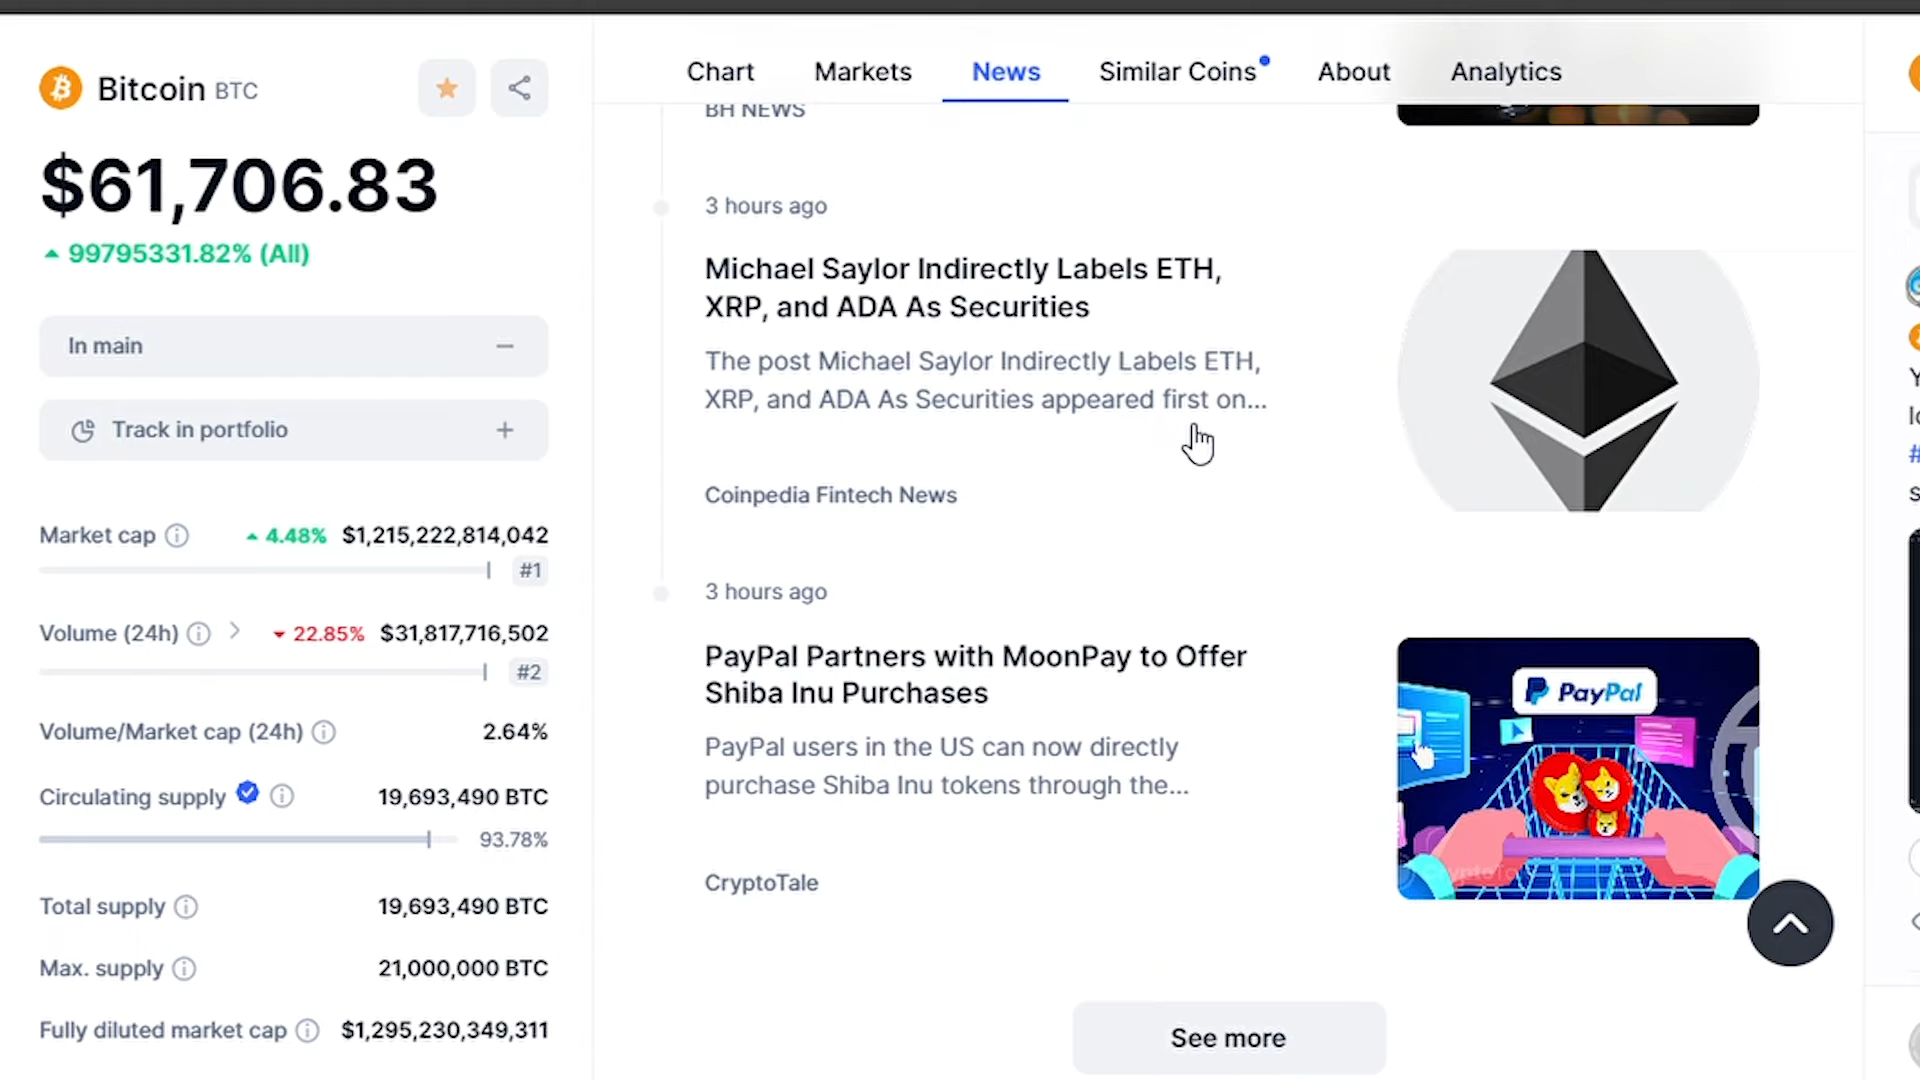 Bitcoin BTC
$61,706.83
99795331.82% (All)
In main
Track in portfolio
Market cap 4.48% $1,215,222,814,042
#1
Volume (24h) 22.85% $31,817,716,502
#2
Volume/Market cap (24h) 2.64%
Circulating supply 19,693,490 BTC
93.78%
Total supply 19,693,490 BTC
Max. supply 21,000,000 BTC
Fully diluted market cap $1,295,230,349,311
Chart Markets News Similar Coins About Analytics
BH NEWS
3 hours ago
Michael Saylor Indirectly Labels ETH,
XRP, and ADA As Securities
The post Michael Saylor Indirectly Labels ETH,
XRP, and ADA As Securities appeared first on...
Coinpedia Fintech News
3 hours ago
PayPal Partners with MoonPay to Offer
Shiba Inu Purchases
PayPal users in the US can now directly
purchase Shiba Inu tokens through the...
CryptoTale
PayPal
See more